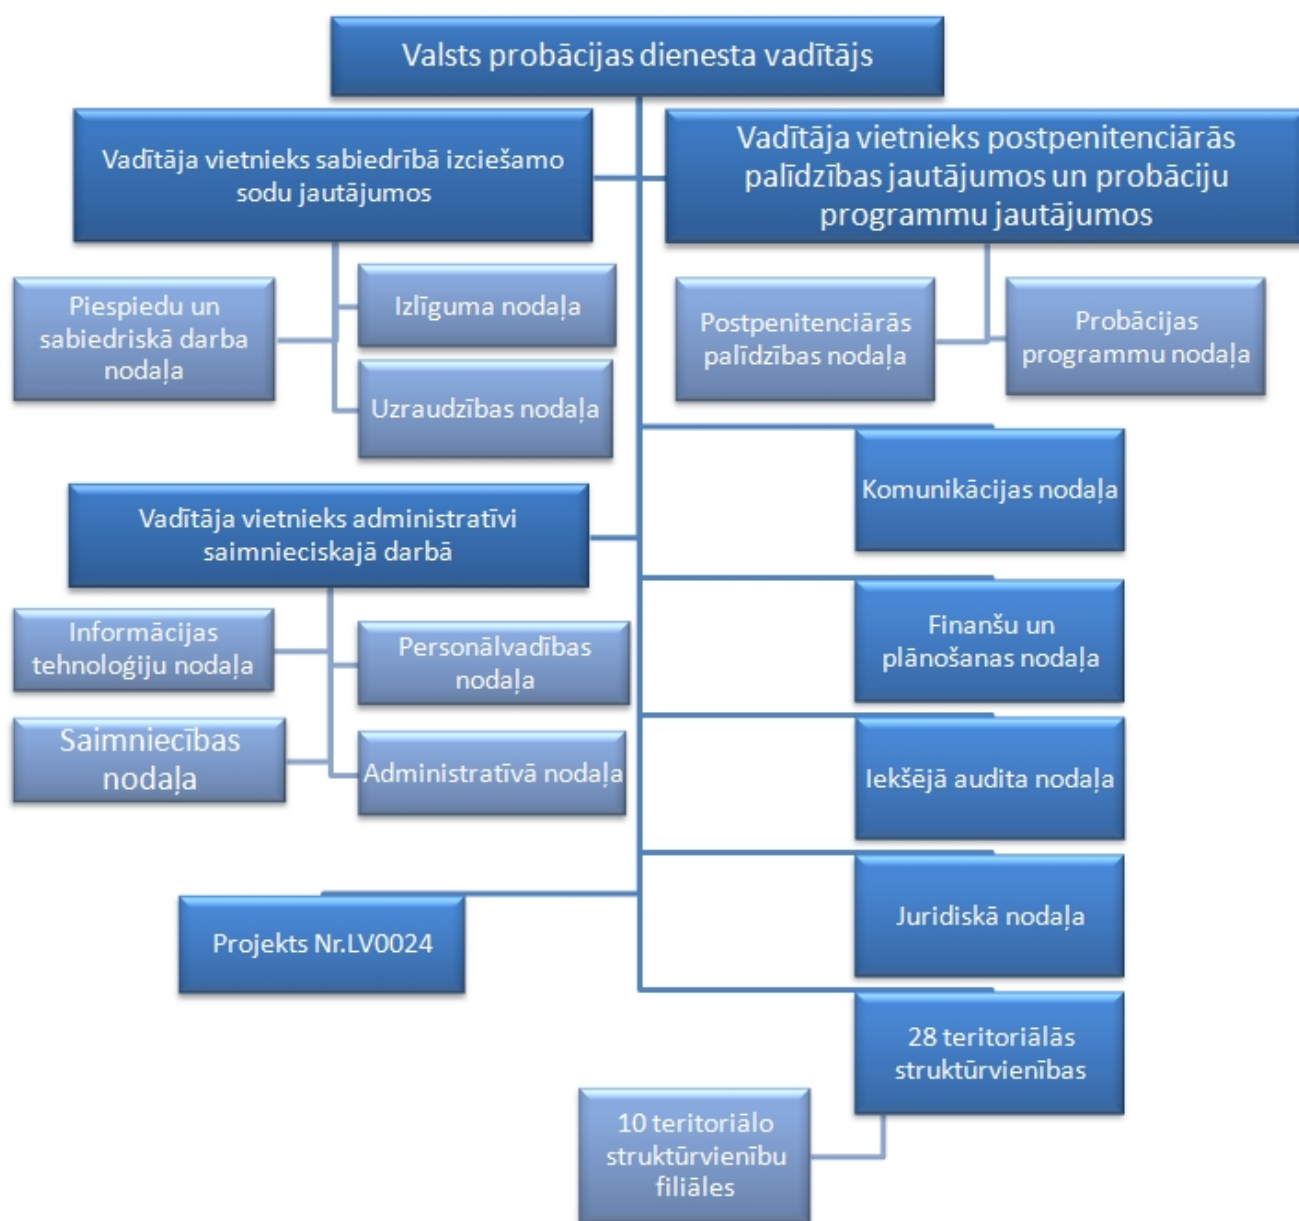 Valsts probācijas dienesta vadītājs
Vadītāja vietnieks sabiedrībā izciešamo
sodu jautājumos
Vadītāja vietnieks postpenitenciārās
palīdzības jautājumos un probāciju
programmu jautājumos
Piespiedu un
sabiedriskā darba
nodaļa
Izlīguma nodaļa
Uzraudzības nodaļa
Postpenitenciārās
palīdzības nodaļa
Probācijas
programmu nodaļa
Komunikācijas nodaļa
Vadītāja vietnieks administratīvi
saimnieciskajā darbā
Informācijas
tehnoloģiju nodaļa
Personālvadības
nodaļa
Saimniecības
nodaļa
Administratīvā nodaļa
Finanšu un
plānošanas nodaļa
Iekšējā audita nodaļa
Juridiskā nodaļa
Projekts Nr.LV0024
28 teritoriālās
struktūrvienības
10 teritoriālo
struktūrvienību
filiāles